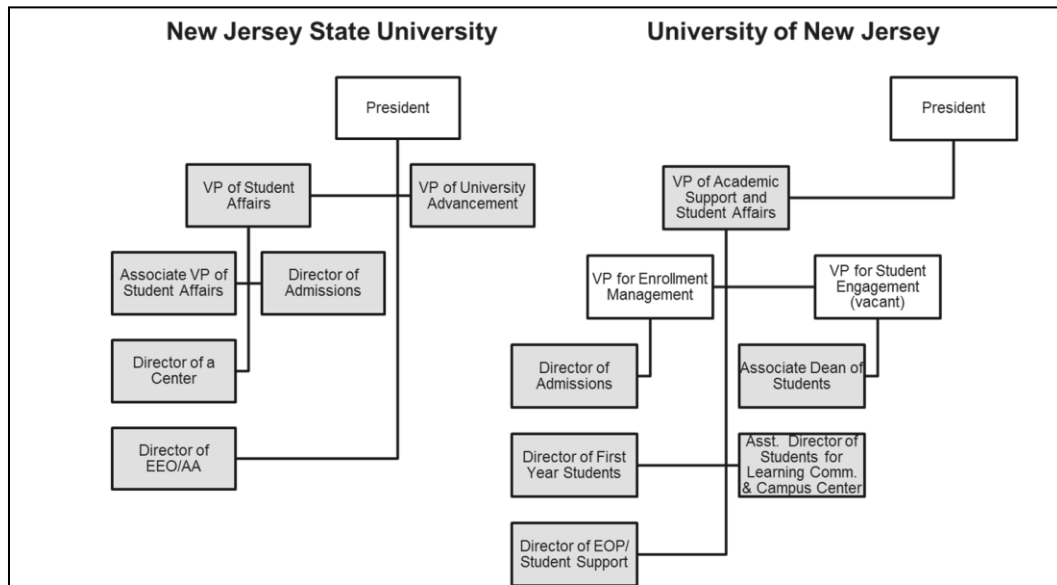 New Jersey State University
President
VP of Student
Affairs
VP of University
Advancement
Associate VP of
Student Affairs
Director of
Admissions
Director of a
Center
Director of
EEO/AA
University of New Jersey
President
VP of Academic
Support and
Student Affairs
VP for Enrollment
Management
VP for Student
Engagement
(vacant)
Director of
Admissions
Associate Dean of
Students
Director of First
Year Students
Asst. Director of
Students for
Learning Comm.
& Campus Center
Director of EOP/
Student Support